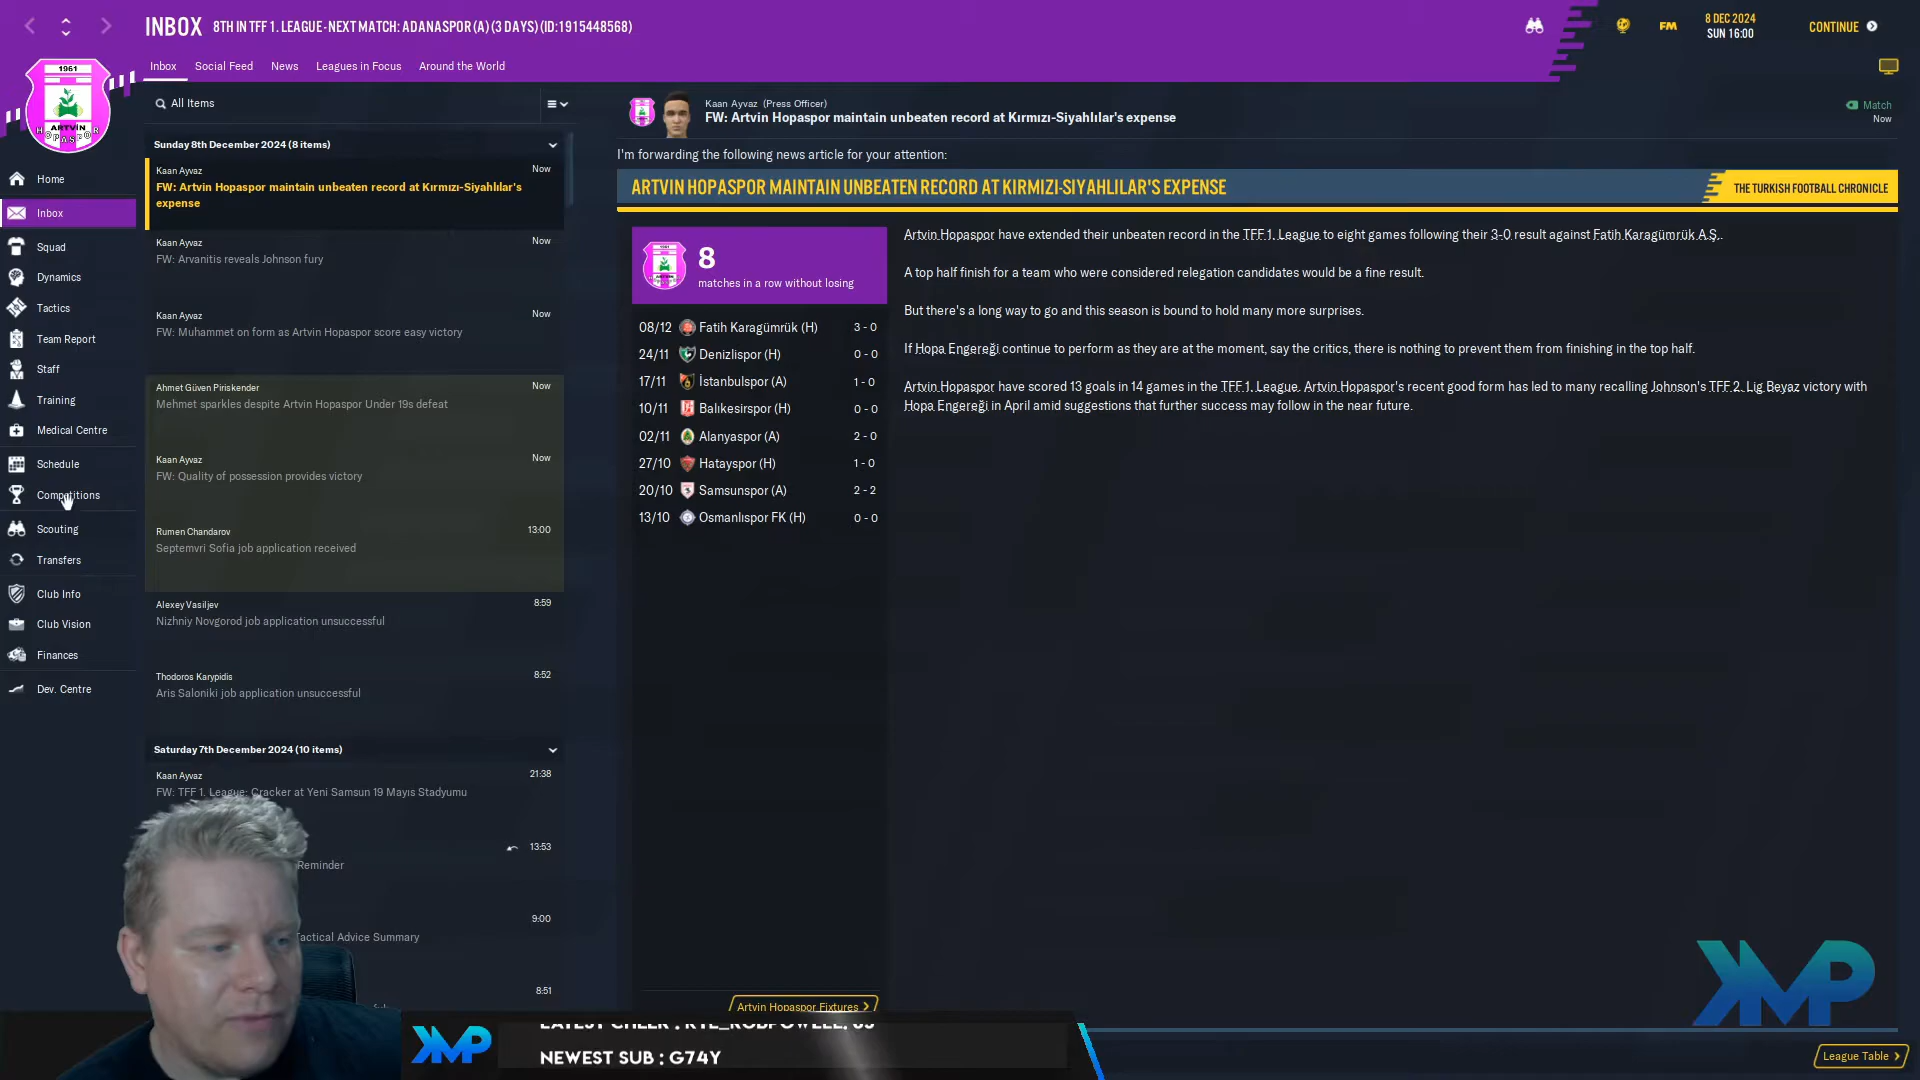 INBOX
8TH IN TFF 1. LEAGUE - NEXT MATCH: ADANASPOR (A) (3 DAYS) (ID:1915448568)
FM
8 DEC 2024
SUN 16:00
CONTINUE
Inbox
Social Feed
News
Leagues in Focus
Around the World
1961
ARTVİN
HOPASPOR
Home
Inbox
Squad
Dynamics
Tactics
Team Report
Staff
Training
Medical Centre
Schedule
Competitions
Scouting
Transfers
Club Info
Club Vision
Finances
Dev. Centre
All Items
Sunday 8th December 2024 (8 items)
Kaan Ayvaz
Now
FW: Artvin Hopaspor maintain unbeaten record at Kırmızı-Siyahlılar's
expense
Kaan Ayvaz
Now
FW: Arvanitis reveals Johnson fury
Kaan Ayvaz
Now
FW: Muhammet on form as Artvin Hopaspor score easy victory
Ahmet Güven Piriskender
Now
Mehmet sparkles despite Artvin Hopaspor Under 19s defeat
Kaan Ayvaz
Now
FW: Quality of possession provides victory
Rumen Chandarov
13:00
Septemvri Sofia job application received
Alexey Vasiljev
8:59
Nizhniy Novgorod job application unsuccessful
Thodoros Karypidis
8:52
Aris Saloniki job application unsuccessful
Saturday 7th December 2024 (10 items)
Kaan Ayvaz
21:38
FW: TFF 1. League: Cracker at Yeni Samsun 19 Mayıs Stadyumu
13:53
Reminder
9:00
Tactical Advice Summary
8:51
Kaan Ayvaz (Press Officer)
FW: Artvin Hopaspor maintain unbeaten record at Kırmızı-Siyahlılar's expense
Match
Now
I'm forwarding the following news article for your attention:
ARTVIN HOPASPOR MAINTAIN UNBEATEN RECORD AT KIRMIZI-SIYAHLILAR'S EXPENSE
THE TURKISH FOOTBALL CHRONICLE
8
matches in a row without losing
08/12 Fatih Karagümrük (H) 3 - 0
24/11 Denizlispor (H) 0 - 0
17/11 İstanbulspor (A) 1 - 0
10/11 Balıkesirspor (H) 0 - 0
02/11 Alanyaspor (A) 2 - 0
27/10 Hatayspor (H) 1 - 0
20/10 Samsunspor (A) 2 - 2
13/10 Osmanlıspor FK (H) 0 - 0
Artvin Hopaspor have extended their unbeaten record in the TFF 1. League to eight games following their 3-0 result against Fatih Karagümrük A.Ş..
A top half finish for a team who were considered relegation candidates would be a fine result.
But there's a long way to go and this season is bound to hold many more surprises.
If Hopa Engereği continue to perform as they are at the moment, say the critics, there is nothing to prevent them from finishing in the top half.
Artvin Hopaspor have scored 13 goals in 14 games in the TFF 1. League. Artvin Hopaspor's recent good form has led to many recalling Johnson's TFF 2. Lig Beyaz victory with
Hopa Engereği in April amid suggestions that further success may follow in the near future.
Artvin Hopaspor Fixtures
KMP
KMP
LATEST CHEER : KYE_ROBPOWELL: 
NEWEST SUB : G74Y
League Table